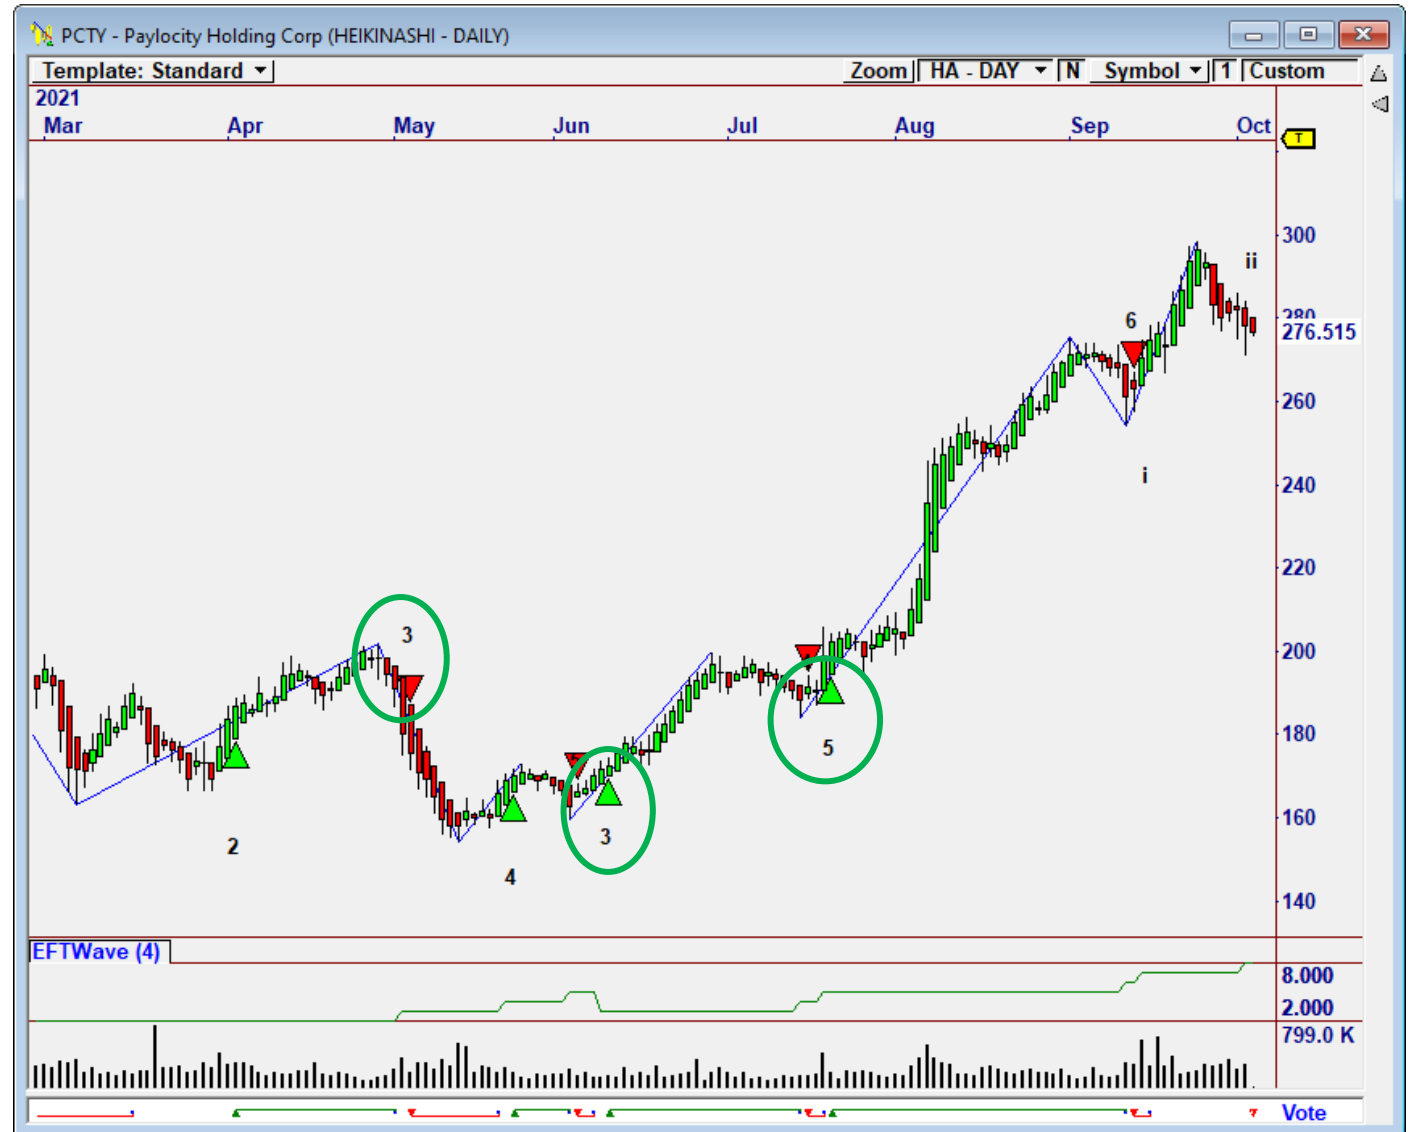 PCTY - Paylocity Holding Corp (HEIKINASHI - DAILY)
Template: Standard Zoom HA - DAY N Symbol 1 Custom
2021
Mar Apr May Jun Jul Aug Sep Oct
T
300
ii
280
6
276.515
260
i
240
220
3
200
180
5
160
3
2
4
140
EFTWave (4)
8.000
2.000
799.0 K
Vote